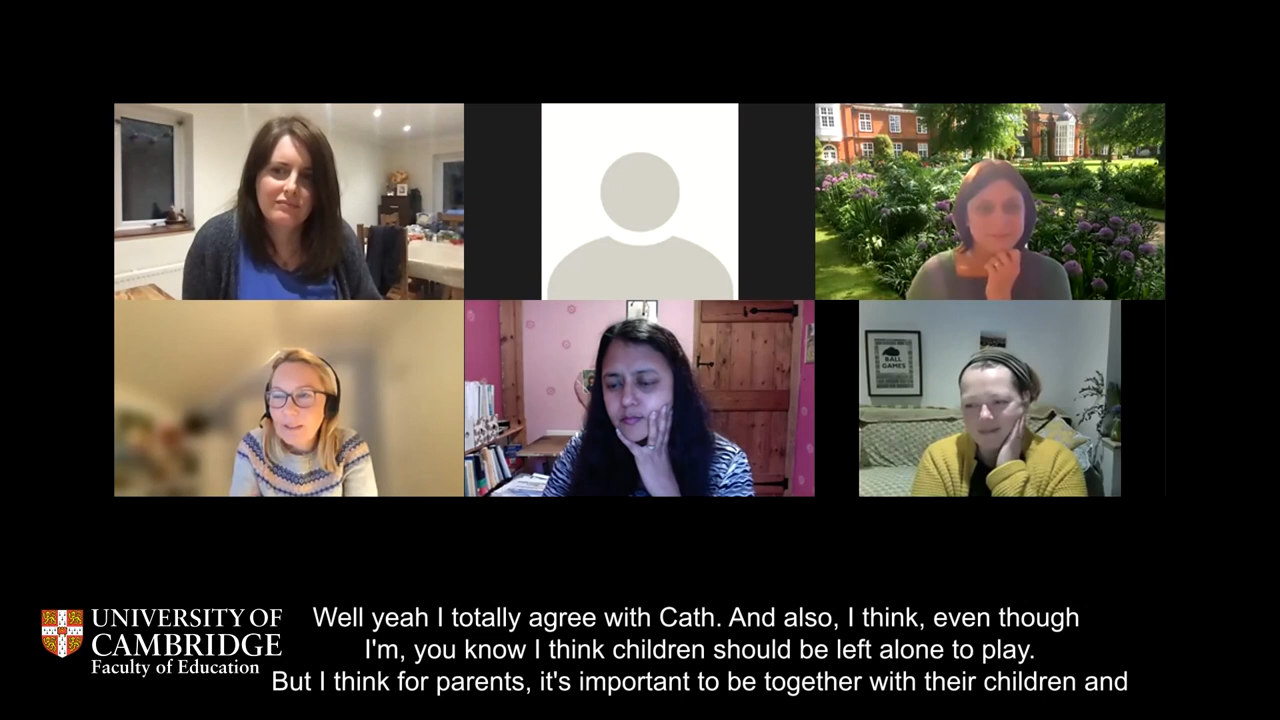 BALL
GAMES
UNIVERSITY OF
CAMBRIDGE
Faculty of Education
Well yeah I totally agree with Cath. And also, I think, even though
I'm, you know I think children should be left alone to play.
But I think for parents, it's important to be together with their children and